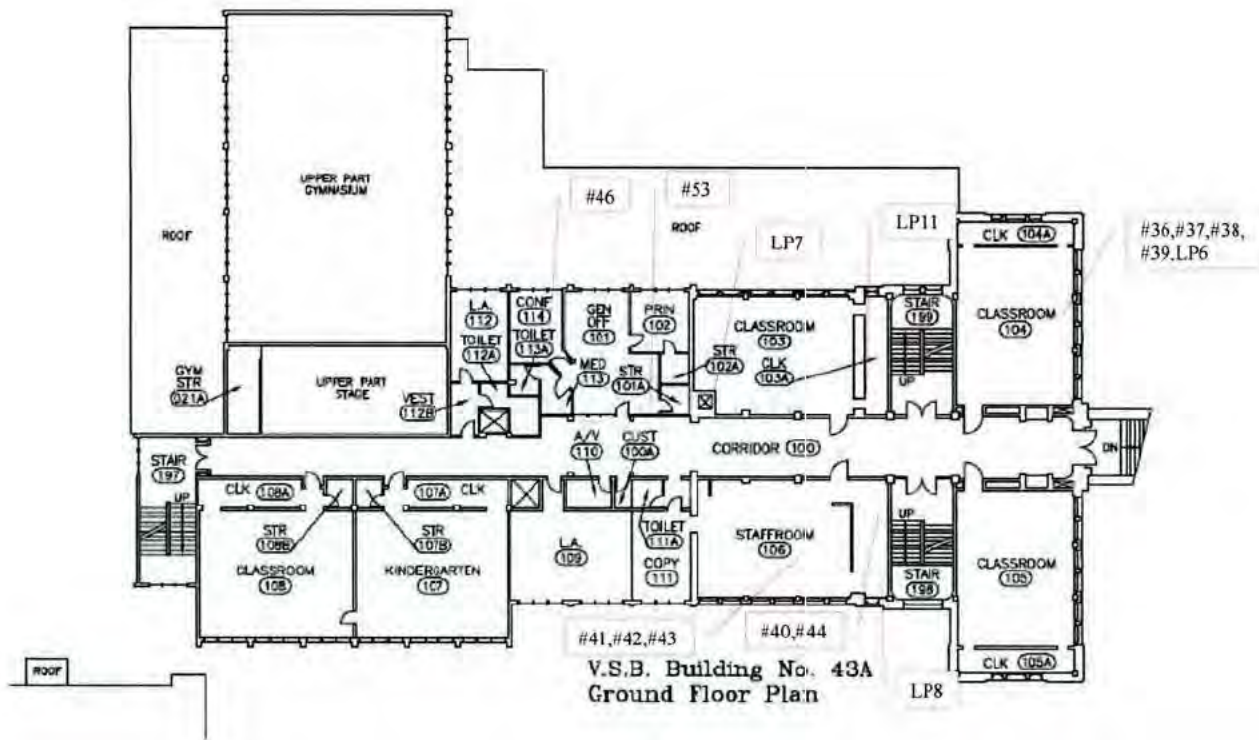 UPPER PART
GYMNASIUM
ROOF
#46
#53
ROOF
LP7
LP11
#36,#37,#38,
#39,LP6
CLK 104A
L.A.
112
TOILET
112A
CONF
114
TOILET
113A
GEN
OFF
101
PRIN
102
MED
113
STR
101A
STR
102A
CLASSROOM
103
CLK
103A
STAIR
199
UP
CLASSROOM
104
GYM
STR
021A
UPPER PART
STAGE
VEST
112B
STAIR
197
UP
A/V
110
CUST
100A
CORRIDOR 100
DN
CLK 108A
107A CLK
STR
108B
STR
107B
CLASSROOM
108
KINDERGARTEN
107
L.A.
109
TOILET
111A
COPY
111
STAFFROOM
106
UP
STAIR
198
CLASSROOM
105
CLK 105A
#41,#42,#43
#40,#44
LP8
ROOF
V.S.B. Building No. 43A
Ground Floor Plan